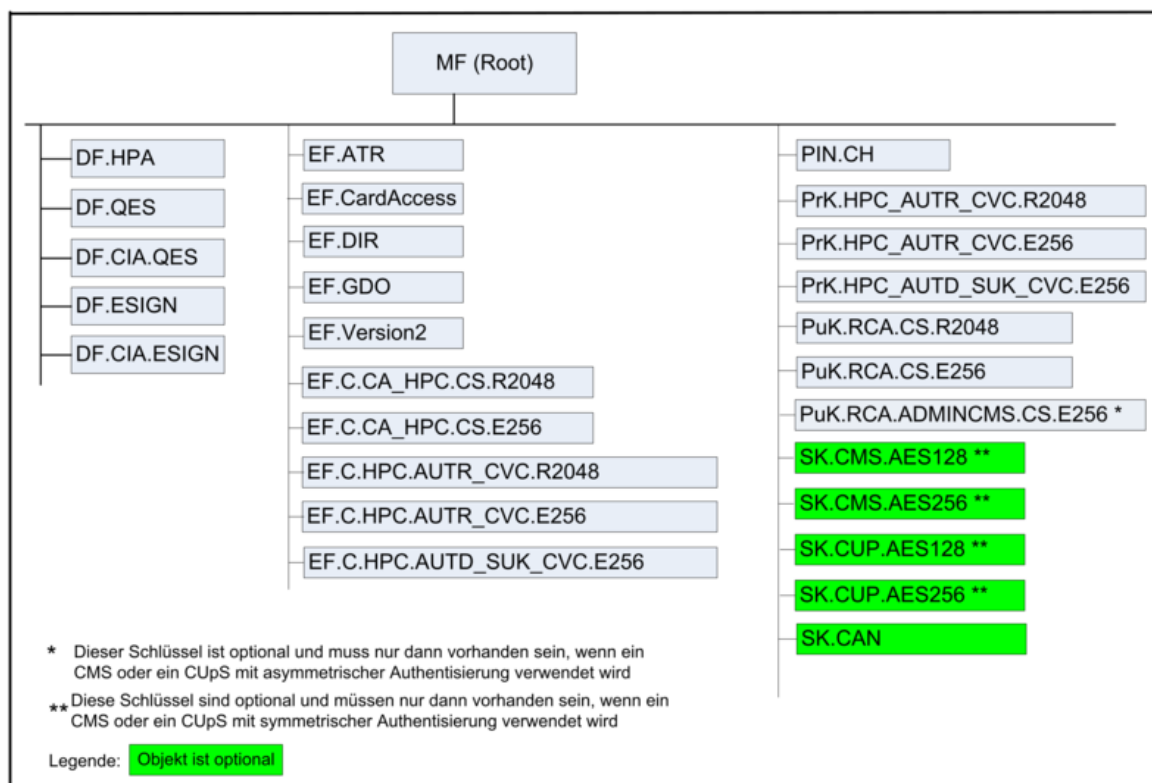 MF (Root)
DF.HPA
DF.QES
DF.CIA.QES
DF.ESIGN
DF.CIA.ESIGN
EF.ATR
EF.CardAccess
EF.DIR
EF.GDO
EF.Version2
EF.C.CA_HPC.CS.R2048
EF.C.CA_HPC.CS.E256
EF.C.HPC.AUTR_CVC.R2048
EF.C.HPC.AUTR_CVC.E256
EF.C.HPC.AUTD_SUK_CVC.E256
PIN.CH
PrK.HPC_AUTR_CVC.R2048
PrK.HPC_AUTR_CVC.E256
PrK.HPC_AUTD_SUK_CVC.E256
PuK.RCA.CS.R2048
PuK.RCA.CS.E256
PuK.RCA.ADMINCMS.CS.E256 *
SK.CMS.AES128 **
SK.CMS.AES256 **
SK.CUP.AES128 **
SK.CUP.AES256 **
SK.CAN
* Dieser Schlüssel ist optional und muss nur dann vorhanden sein, wenn ein
CMS oder ein CUpS mit asymmetrischer Authentisierung verwendet wird
** Diese Schlüssel sind optional und müssen nur dann vorhanden sein, wenn ein
CMS oder ein CUpS mit symmetrischer Authentisierung verwendet wird
Legende: Objekt ist optional